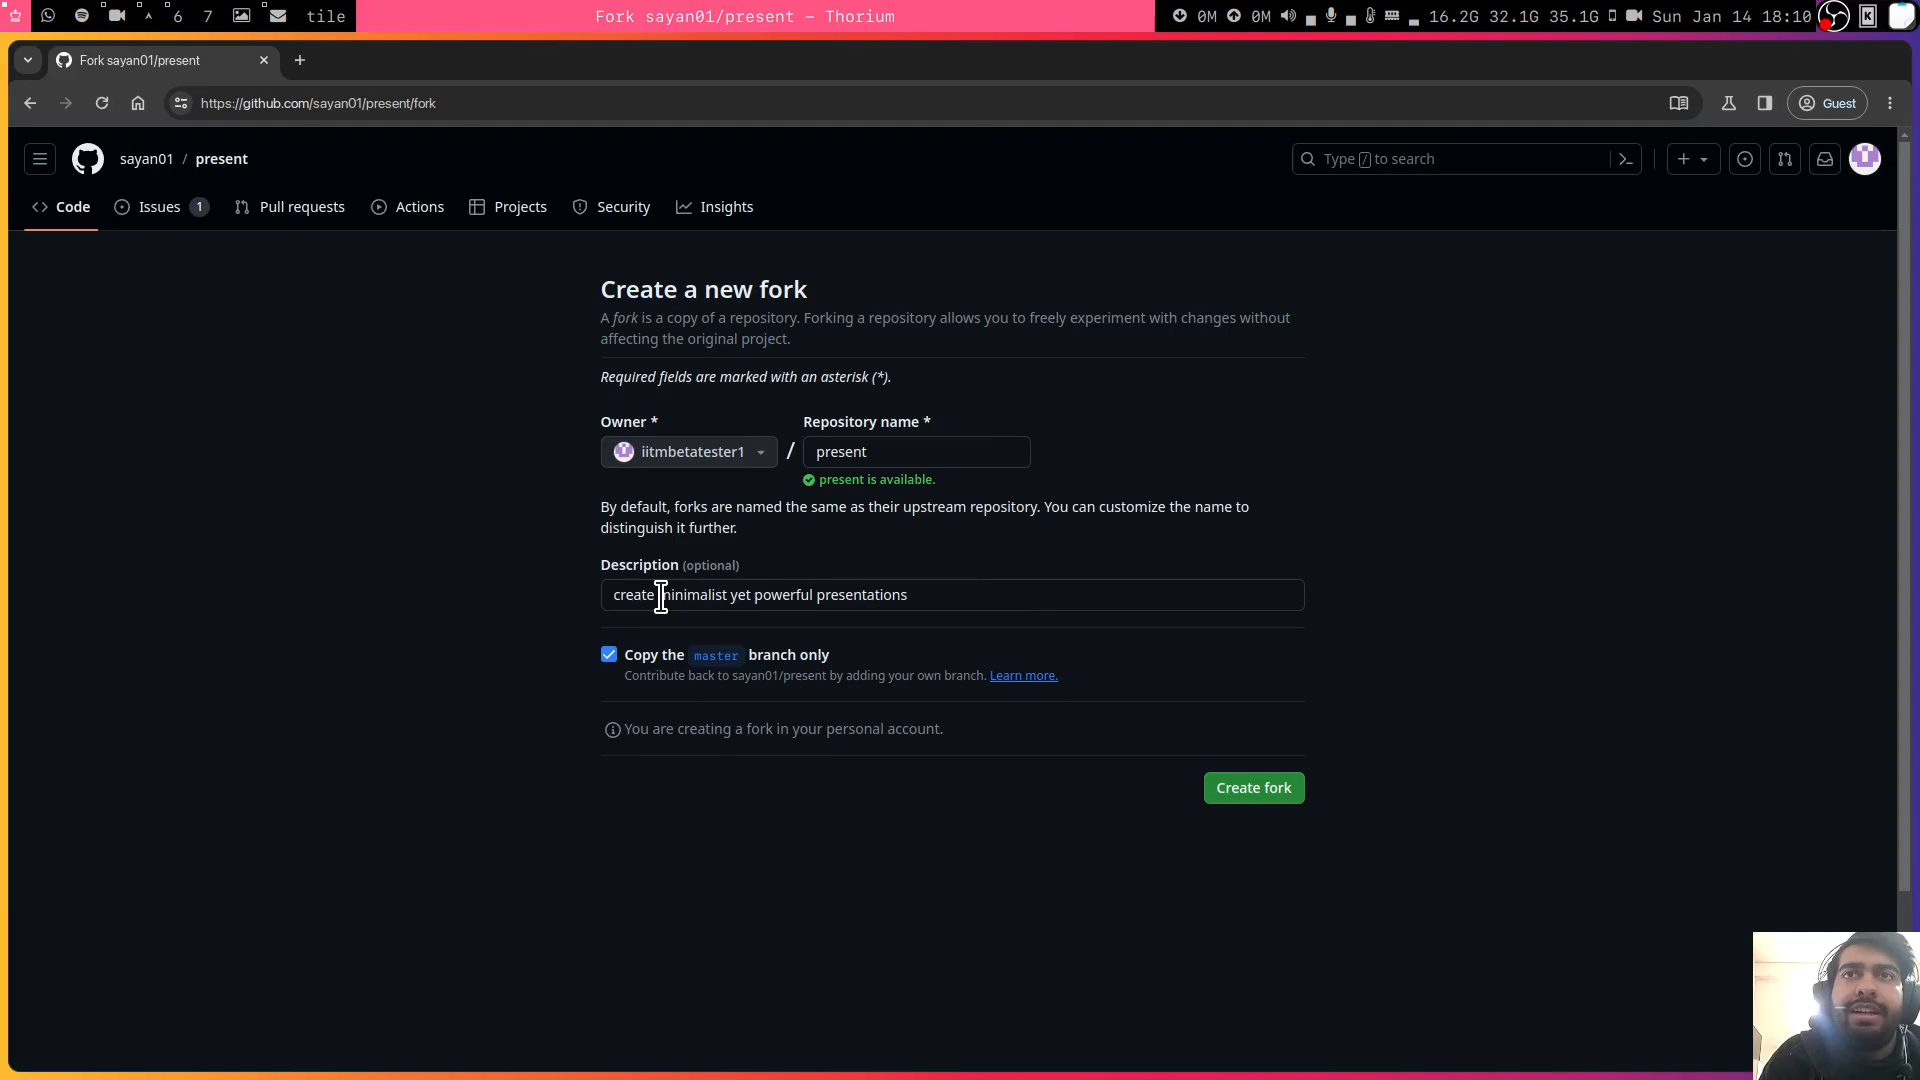 6 7 tile Fork sayan01/present – Thorium 0M 0M 16.2G 32.1G 35.1G Sun Jan 14 18:10 K
Fork sayan01/present
https://github.com/sayan01/present/fork Guest
sayan01 / present Type / to search
Code Issues 1 Pull requests Actions Projects Security Insights
Create a new fork
A fork is a copy of a repository. Forking a repository allows you to freely experiment with changes without
affecting the original project.
Required fields are marked with an asterisk (*).
Owner * Repository name *
iitmbetatester1 / present
present is available.
By default, forks are named the same as their upstream repository. You can customize the name to
distinguish it further.
Description (optional)
create minimalist yet powerful presentations
Copy the master branch only
Contribute back to sayan01/present by adding your own branch. Learn more.
You are creating a fork in your personal account.
Create fork